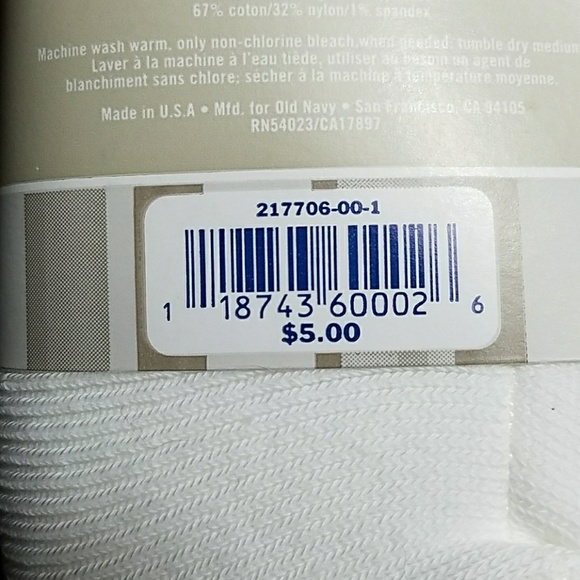 67% coton/32% nylon/1% spandex
Machine wash warm. only non-chlorine bleach,when needed. tumble dry medium
Laver à la machine à l'eau tiède, utiliser au besoin un agent de
blanchiment sans chlore; sécher à la machine à température moyenne.
Made in U.S.A • Mfd. for Old Navy • San Francisco, CA 94105
RN54023/CA17897
217706-00-1
1 18743 60002 6
$5.00